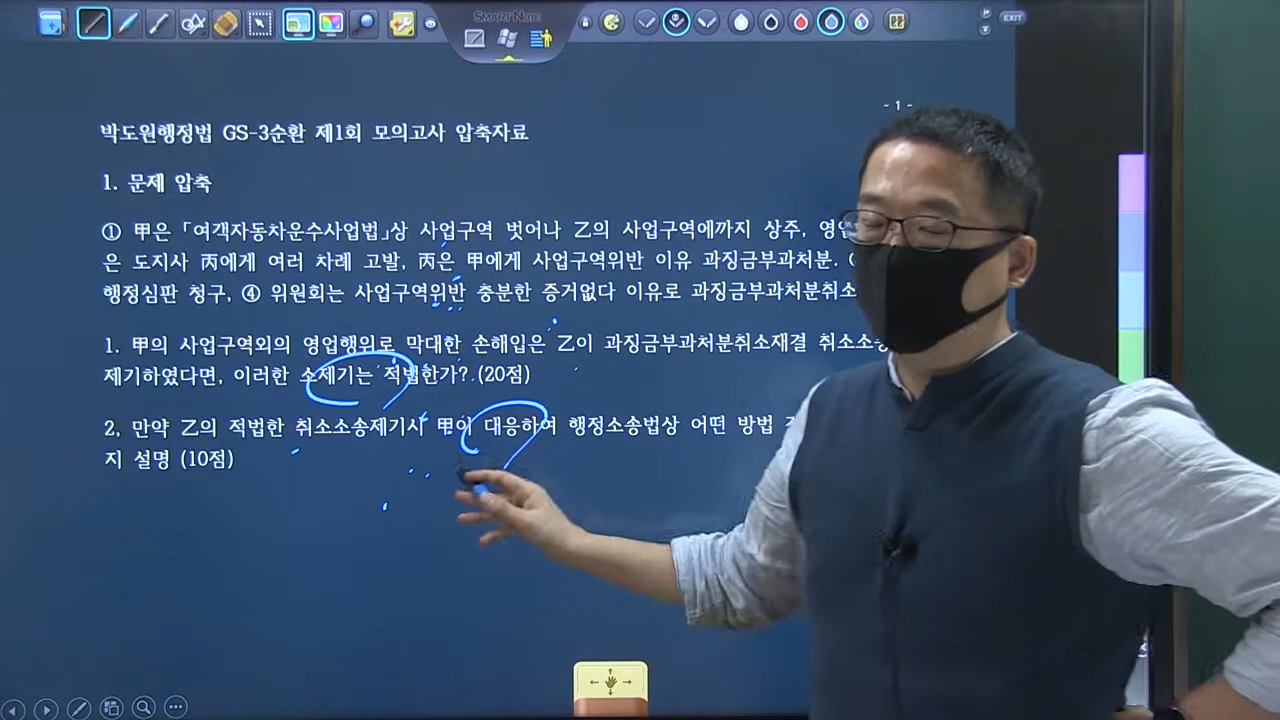 SMART NOTE
EXIT
- 1 -
박도원행정법 GS-3순환 제1회 모의고사 압축자료
1. 문제 압축
① 甲은 「여객자동차운수사업법」상 사업구역 벗어나 乙의 사업구역에까지 상주,
은 도지사 丙에게 여러 차례 고발, 丙은 甲에게 사업구역위반 이유 과징금부과처분.
행정심판 청구, ④ 위원회는 사업구역위반 충분한 증거없다 이유로 과징금부과처분취소
1. 甲의 사업구역외의 영업행위로 막대한 손해입은 乙이 과징금부과처분취소재결
제기하였다면, 이러한 소제기는 적법한가? (20점)
2, 만약 乙의 적법한 취소소송제기시 甲이 대응하여 행정소송법상 어떤 방법
지 설명 (10점)